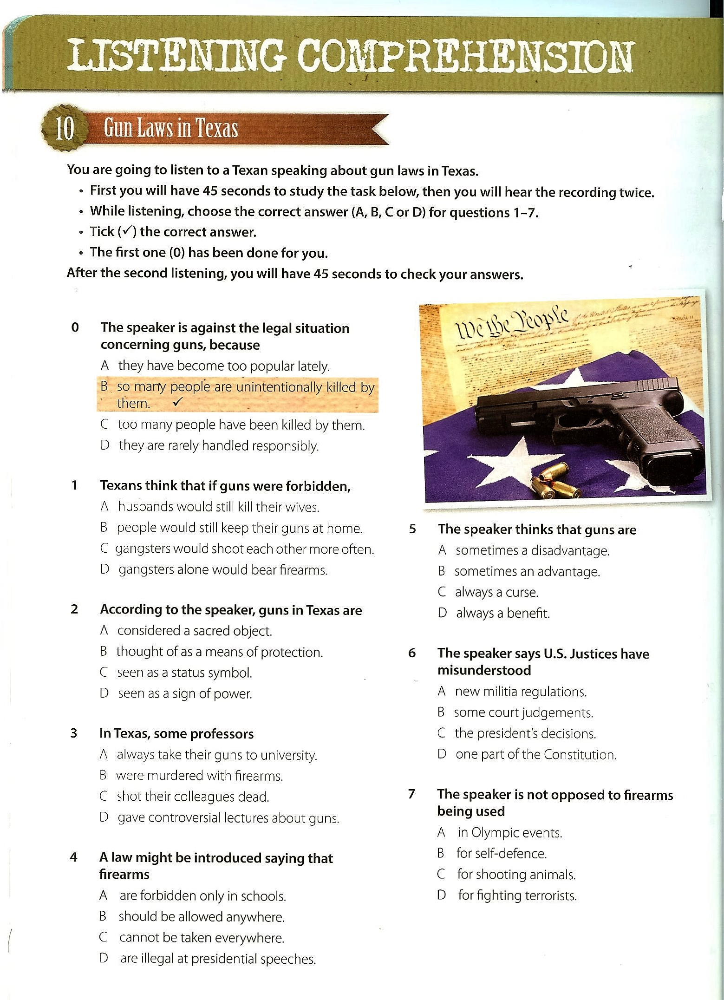 LISTENING COMPREHENSION
10 Gun Laws in Texas
You are going to listen to a Texan speaking about gun laws in Texas.
• First you will have 45 seconds to study the task below, then you will hear the recording twice.
• While listening, choose the correct answer (A, B, C or D) for questions 1–7.
• Tick (✓) the correct answer.
• The first one (0) has been done for you.
After the second listening, you will have 45 seconds to check your answers.
0 The speaker is against the legal situation
concerning guns, because
A they have become too popular lately.
B so many people are unintentionally killed by
them. ✓
C too many people have been killed by them.
D they are rarely handled responsibly.
1 Texans think that if guns were forbidden,
A husbands would still kill their wives.
B people would still keep their guns at home.
C gangsters would shoot each other more often.
D gangsters alone would bear firearms.
2 According to the speaker, guns in Texas are
A considered a sacred object.
B thought of as a means of protection.
C seen as a status symbol.
D seen as a sign of power.
3 In Texas, some professors
A always take their guns to university.
B were murdered with firearms.
C shot their colleagues dead.
D gave controversial lectures about guns.
4 A law might be introduced saying that
firearms
A are forbidden only in schools.
B should be allowed anywhere.
C cannot be taken everywhere.
D are illegal at presidential speeches.
We the People
5 The speaker thinks that guns are
A sometimes a disadvantage.
B sometimes an advantage.
C always a curse.
D always a benefit.
6 The speaker says U.S. Justices have
misunderstood
A new militia regulations.
B some court judgements.
C the president's decisions.
D one part of the Constitution.
7 The speaker is not opposed to firearms
being used
A in Olympic events.
B for self-defence.
C for shooting animals.
D for fighting terrorists.